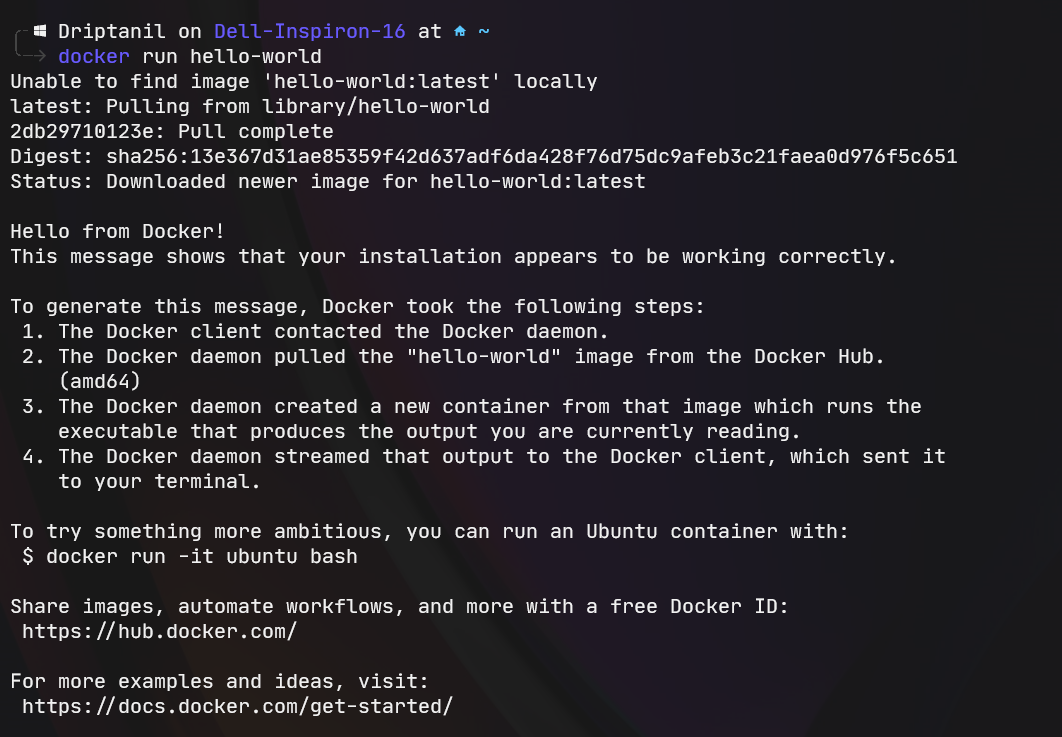 Driptanil on Dell-Inspiron-16 at ~
docker run hello-world
Unable to find image 'hello-world:latest' locally
latest: Pulling from library/hello-world
2db29710123e: Pull complete
Digest: sha256:13e367d31ae85359f42d637adf6da428f76d75dc9afeb3c21faea0d976f5c651
Status: Downloaded newer image for hello-world:latest

Hello from Docker!
This message shows that your installation appears to be working correctly.

To generate this message, Docker took the following steps:
 1. The Docker client contacted the Docker daemon.
 2. The Docker daemon pulled the "hello-world" image from the Docker Hub.
    (amd64)
 3. The Docker daemon created a new container from that image which runs the
    executable that produces the output you are currently reading.
 4. The Docker daemon streamed that output to the Docker client, which sent it
    to your terminal.

To try something more ambitious, you can run an Ubuntu container with:
 $ docker run -it ubuntu bash

Share images, automate workflows, and more with a free Docker ID:
 https://hub.docker.com/

For more examples and ideas, visit:
 https://docs.docker.com/get-started/